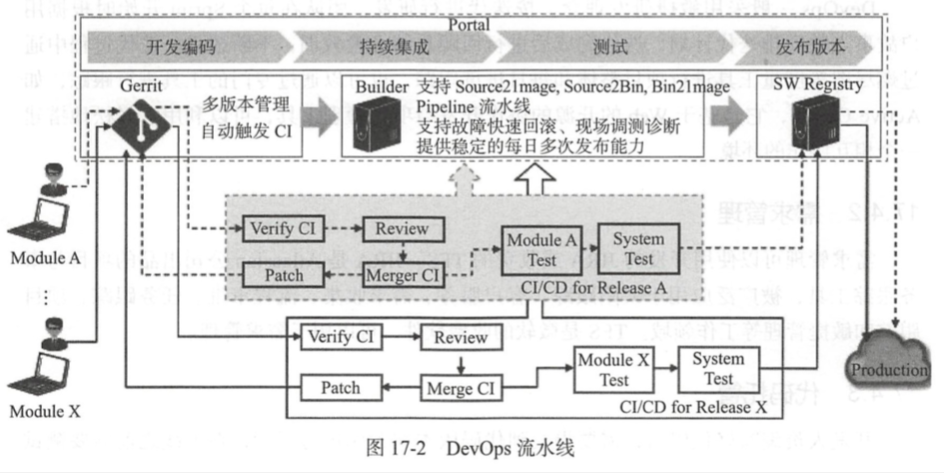 Portal
开发编码 持续集成 测试 发布版本
Gerrit
多版本管理
自动触发 CI
Builder 支持 Source2Image, Source2Bin, Bin2Image
Pipeline 流水线
支持故障快速回滚、现场调测诊断
提供稳定的每日多次发布能力
SW Registry
Module A
Verify CI
Review
Patch
Merger CI
Module A
Test
System
Test
CI/CD for Release A
Module X
Verify CI
Review
Patch
Merge CI
Module X
Test
System
Test
CI/CD for Release X
Production
图 17-2 DevOps 流水线